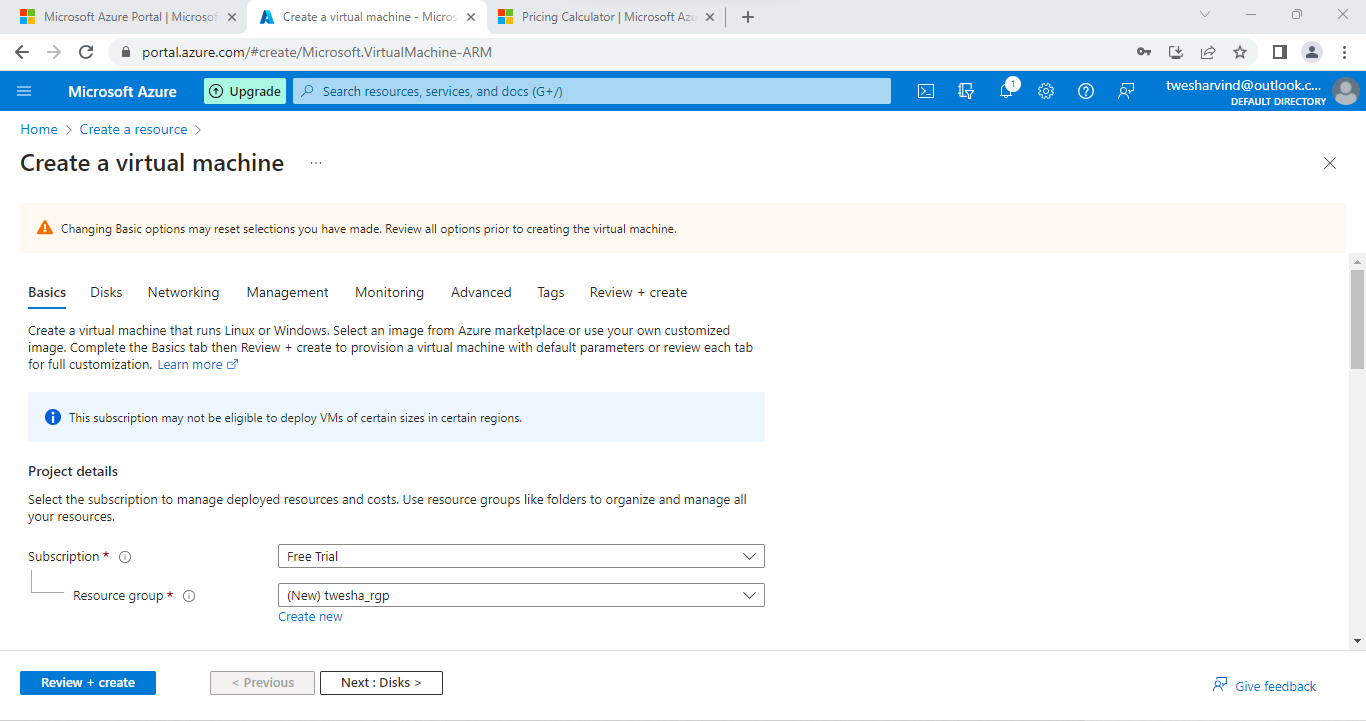 Microsoft Azure Portal | Microsof
Create a virtual machine - Micros
Pricing Calculator | Microsoft Azu
portal.azure.com/#create/Microsoft.VirtualMachine-ARM
Microsoft Azure
Upgrade
Search resources, services, and docs (G+/)
1
twesharvind@outlook.c...
DEFAULT DIRECTORY
Home > Create a resource >
Create a virtual machine ...
Changing Basic options may reset selections you have made. Review all options prior to creating the virtual machine.
Basics Disks Networking Management Monitoring Advanced Tags Review + create
Create a virtual machine that runs Linux or Windows. Select an image from Azure marketplace or use your own customized
image. Complete the Basics tab then Review + create to provision a virtual machine with default parameters or review each tab
for full customization. Learn more
This subscription may not be eligible to deploy VMs of certain sizes in certain regions.
Project details
Select the subscription to manage deployed resources and costs. Use resource groups like folders to organize and manage all
your resources.
Subscription * Free Trial
Resource group * (New) twesha_rgp
Create new
Review + create < Previous Next : Disks > Give feedback